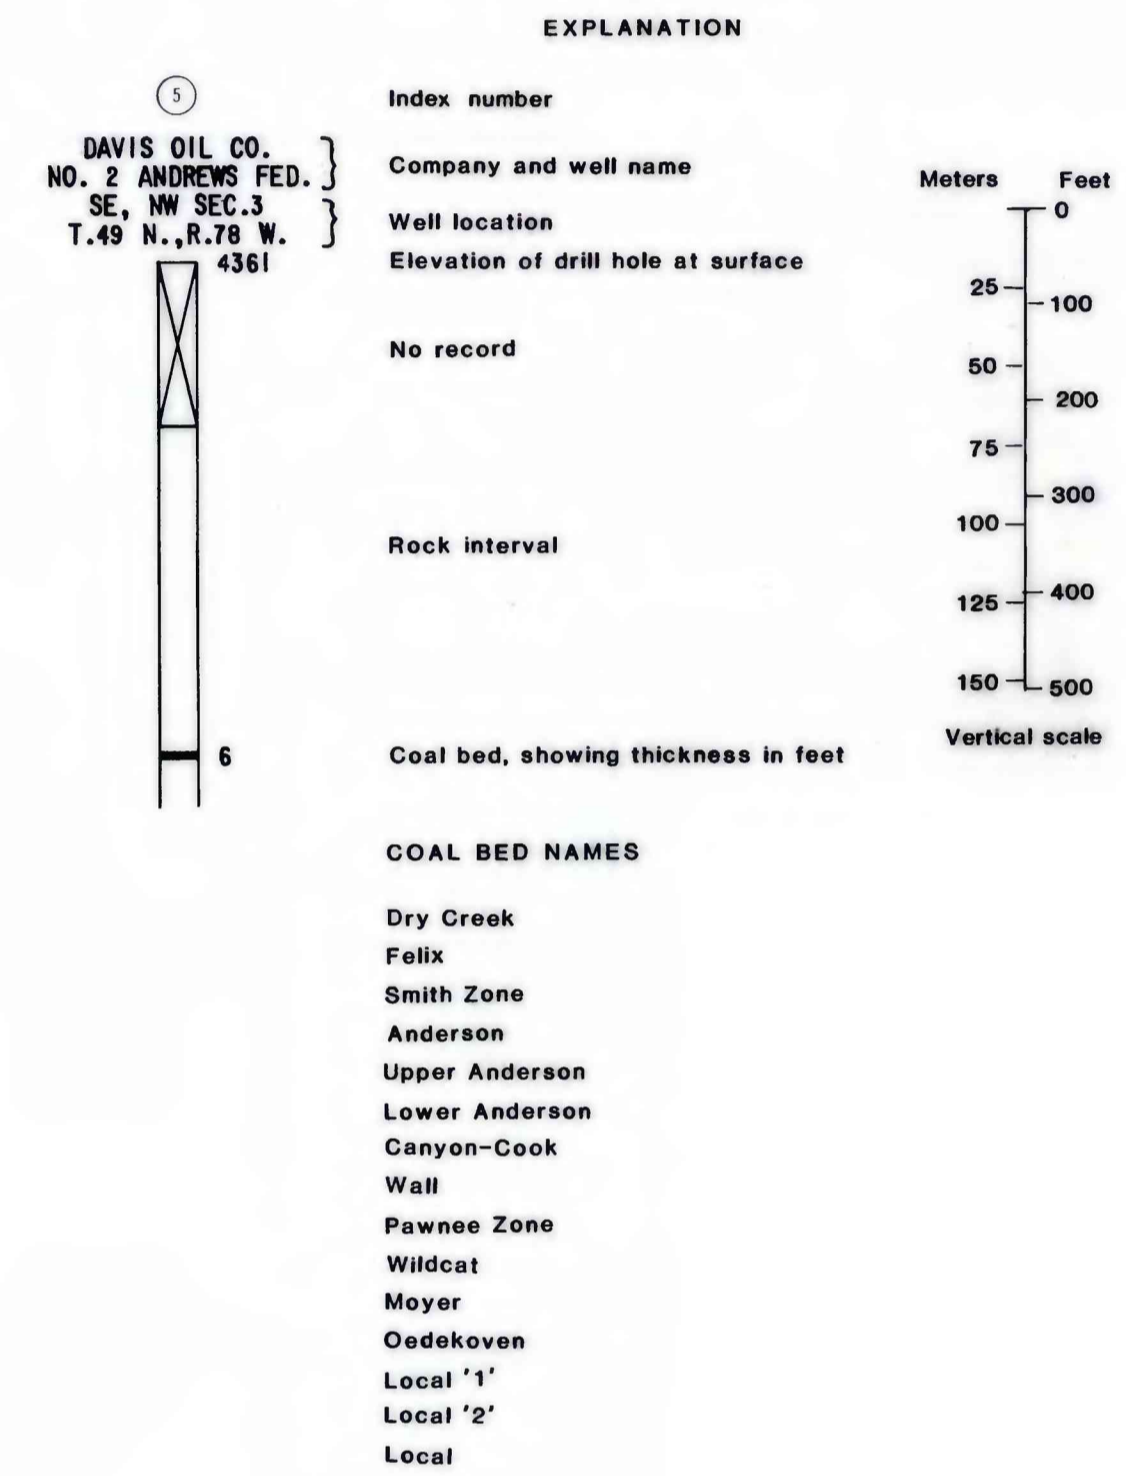 EXPLANATION
5
Index number
DAVIS OIL CO.
NO. 2 ANDREWS FED.
Company and well name
SE, NW SEC.3
T.49 N.,R.78 W.
Well location
4361
Elevation of drill hole at surface
No record
Rock interval
6
Coal bed, showing thickness in feet
Meters Feet
0
25
100
50
200
75
300
100
400
125
150
500
Vertical scale
COAL BED NAMES
Dry Creek
Felix
Smith Zone
Anderson
Upper Anderson
Lower Anderson
Canyon-Cook
Wall
Pawnee Zone
Wildcat
Moyer
Oedekoven
Local '1'
Local '2'
Local